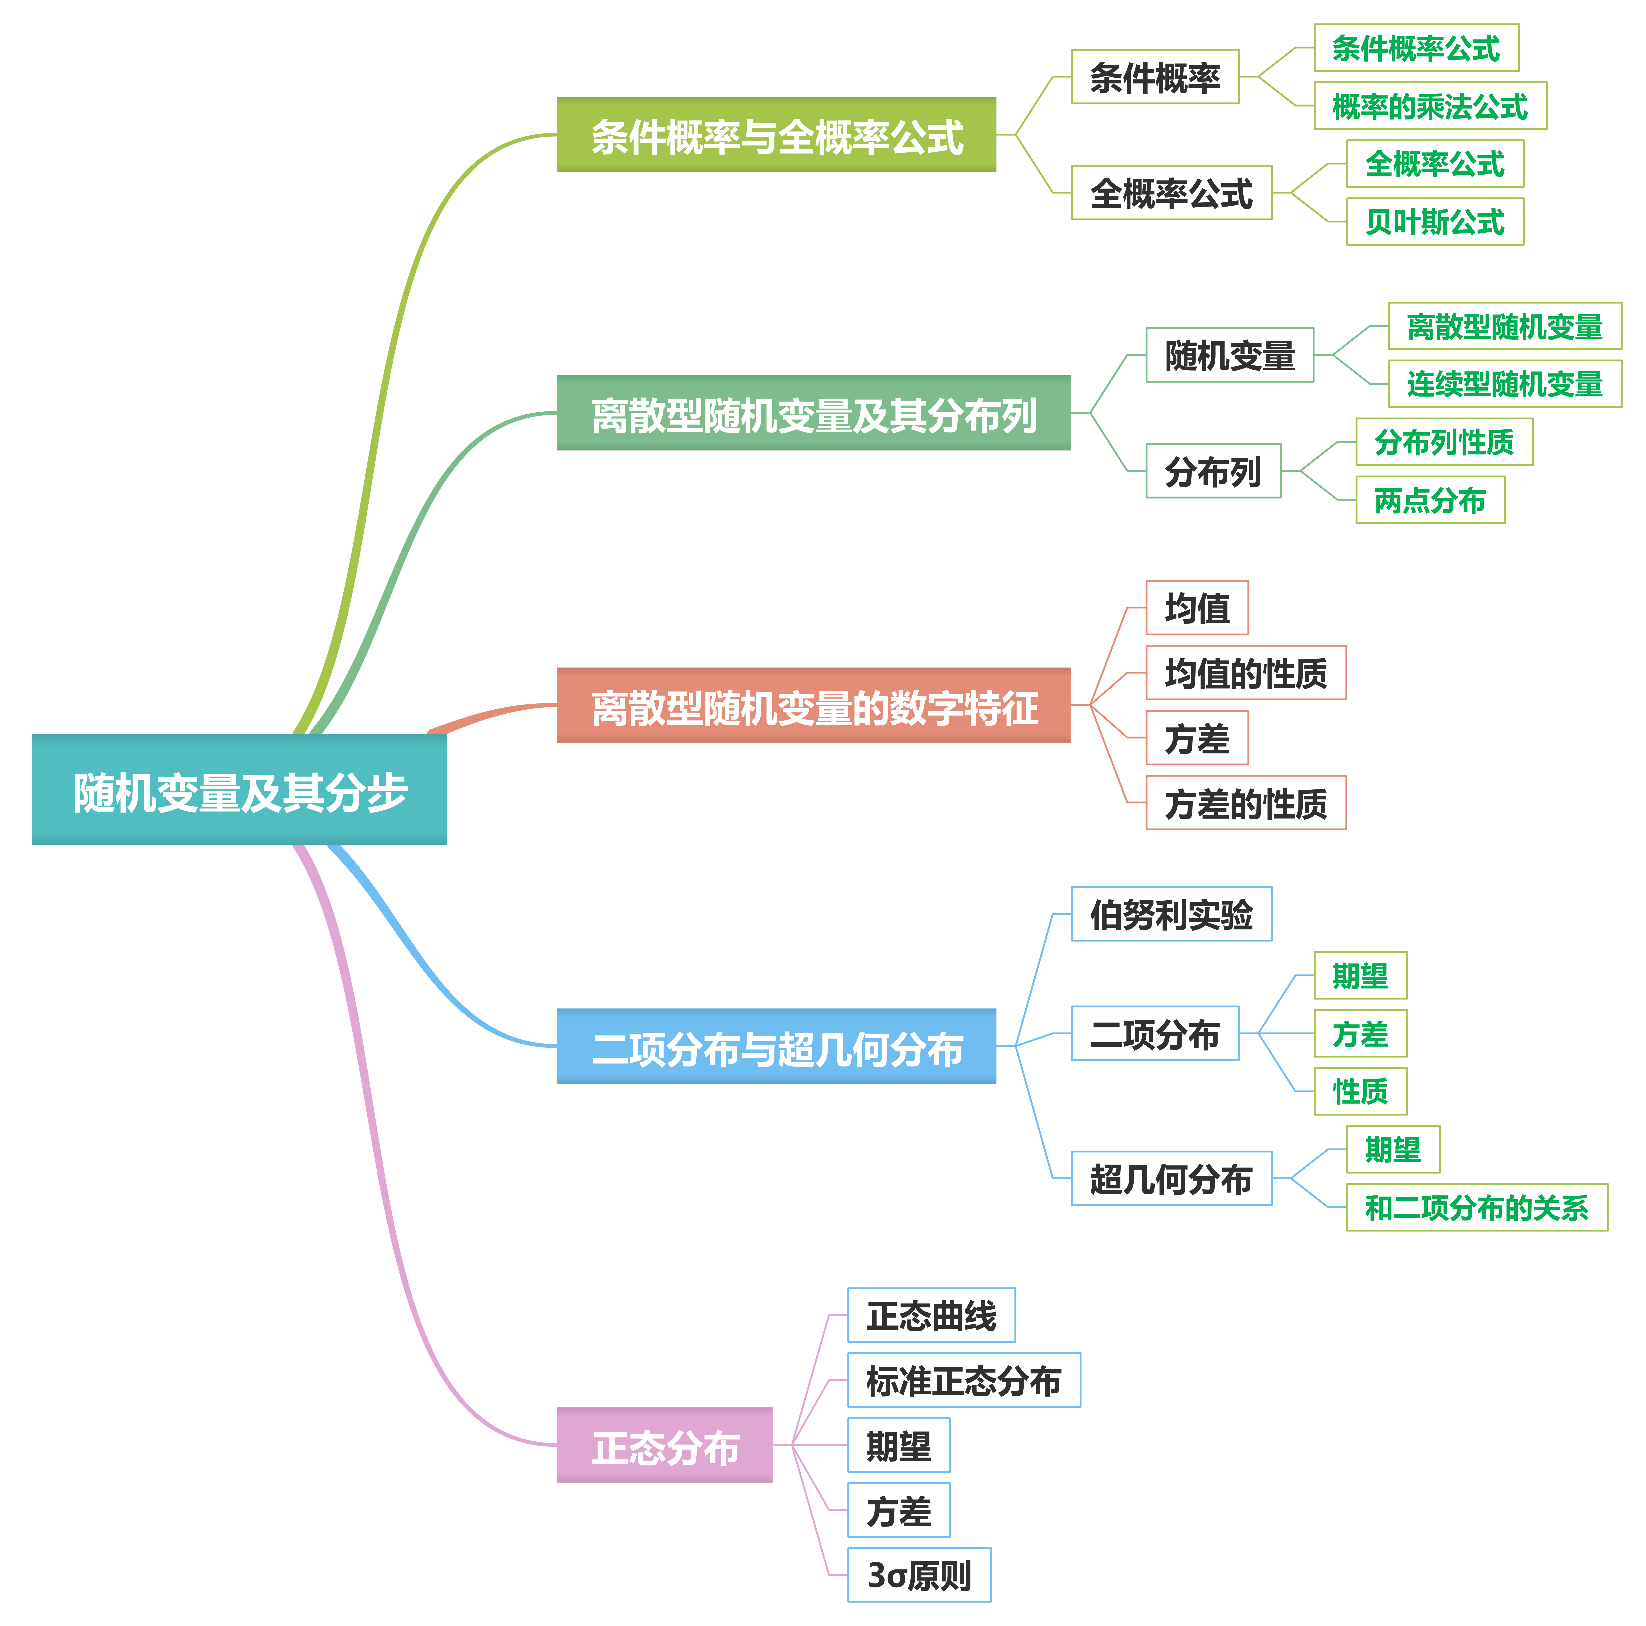 随机变量及其分步
条件概率与全概率公式
条件概率
条件概率公式
概率的乘法公式
全概率公式
全概率公式
贝叶斯公式
离散型随机变量及其分布列
随机变量
离散型随机变量
连续型随机变量
分布列
分布列性质
两点分布
离散型随机变量的数字特征
均值
均值的性质
方差
方差的性质
二项分布与超几何分布
伯努利实验
二项分布
期望
方差
性质
超几何分布
期望
和二项分布的关系
正态分布
正态曲线
标准正态分布
期望
方差
3σ原则